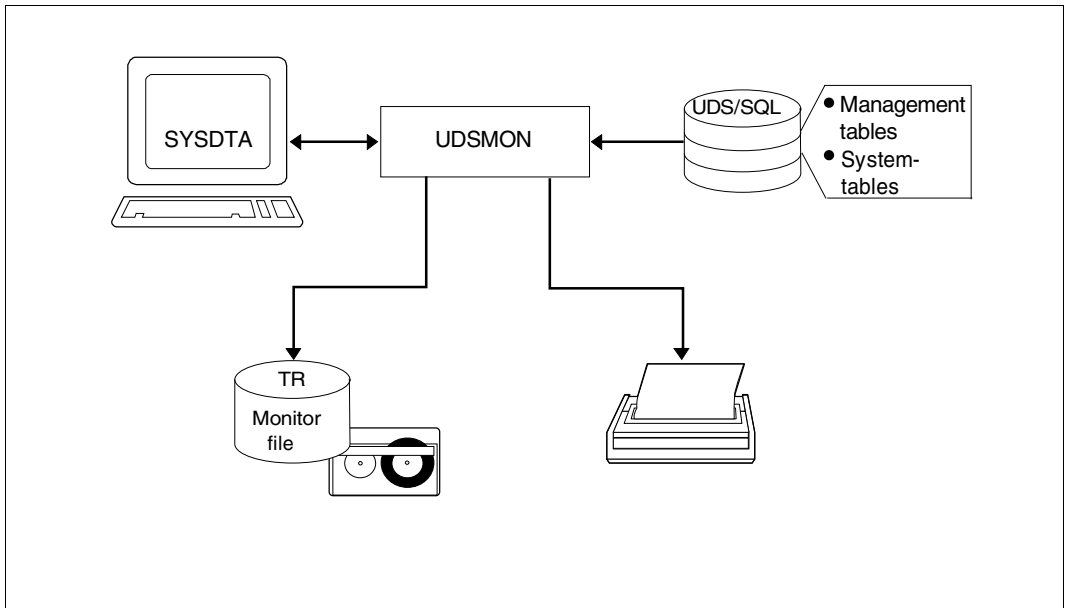 SYSDTA
UDSMON
UDS/SQL
● Management
tables
● System-
tables
TR
Monitor
file